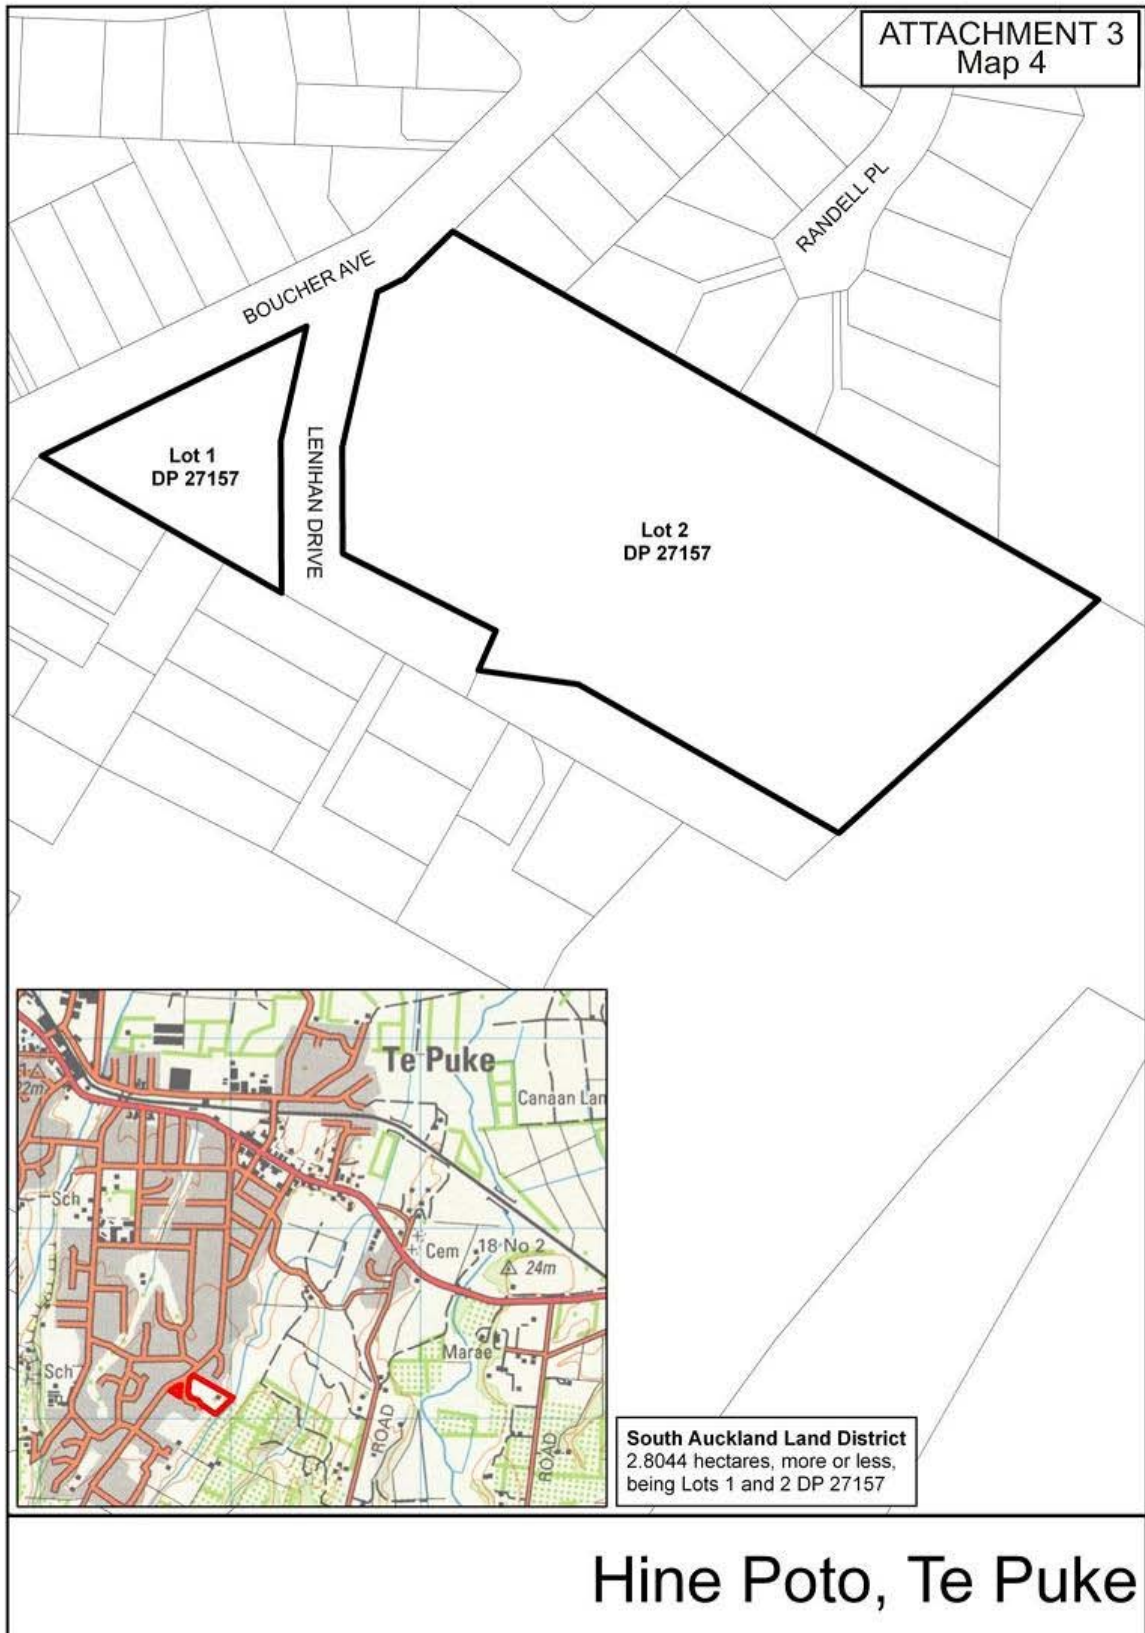 ATTACHMENT 3
Map 4
RANDELL PL
BOUCHER AVE
LENIHAN DRIVE
Lot 1
DP 27157
Lot 2
DP 27157
Te Puke
Canaan Lan
Sch
Cem
18 No 2
24m
Marae
Sch
ROAD
ROAD
South Auckland Land District
2.8044 hectares, more or less,
being Lots 1 and 2 DP 27157
Hine Poto, Te Puke